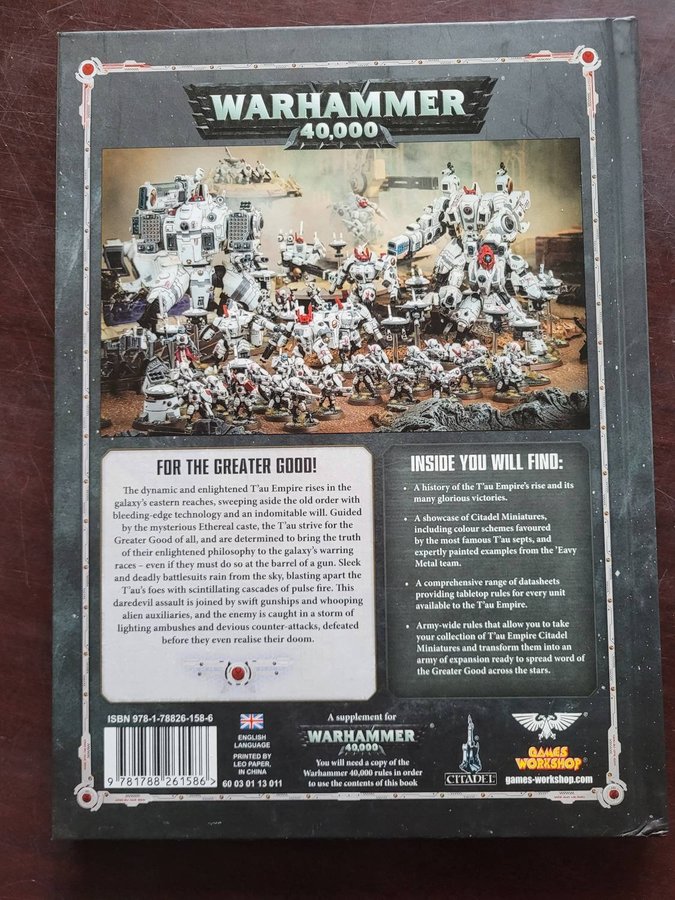 WARHAMMER
40,000
FOR THE GREATER GOOD!
The dynamic and enlightened T'au Empire rises in the
galaxy's eastern reaches, sweeping aside the old order with
bleeding-edge technology and an indomitable will. Guided
by the mysterious Ethereal caste, the T'au strive for the
Greater Good of all, and are determined to bring the truth
of their enlightened philosophy to the galaxy's warring
races – even if they must do so at the barrel of a gun. Sleek
and deadly battlesuits rain from the sky, blasting apart the
T'au's foes with scintillating cascades of pulse fire. This
daredevil assault is joined by swift gunships and whooping
alien auxiliaries, and the enemy is caught in a storm of
lighting ambushes and devious counter-attacks, defeated
before they even realise their doom.
INSIDE YOU WILL FIND:
• A history of the T'au Empire's rise and its
many glorious victories.
• A showcase of Citadel Miniatures,
including colour schemes favoured
by the most famous T'au septs, and
expertly painted examples from the 'Eavy
Metal team.
• A comprehensive range of datasheets
providing tabletop rules for every unit
available to the T'au Empire.
• Army-wide rules that allow you to take
your collection of T'au Empire Citadel
Miniatures and transform them into an
army of expansion ready to spread word of
the Greater Good across the stars.
ISBN 978-1-78826-158-6
9 781788 261586 >
ENGLISH
LANGUAGE
PRINTED BY
LEO PAPER,
IN CHINA
60 03 01 13 011
A supplement for
WARHAMMER
40,000
You will need a copy of the
Warhammer 40,000 rules in order
to use the contents of this book
CITADEL
GAMES
WORKSHOP
games-workshop.com